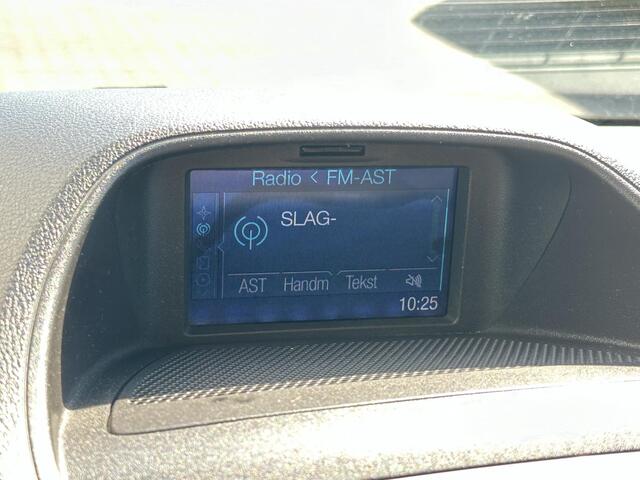 Radio < FM-AST
SLAG-
AST Handm Tekst
10:25